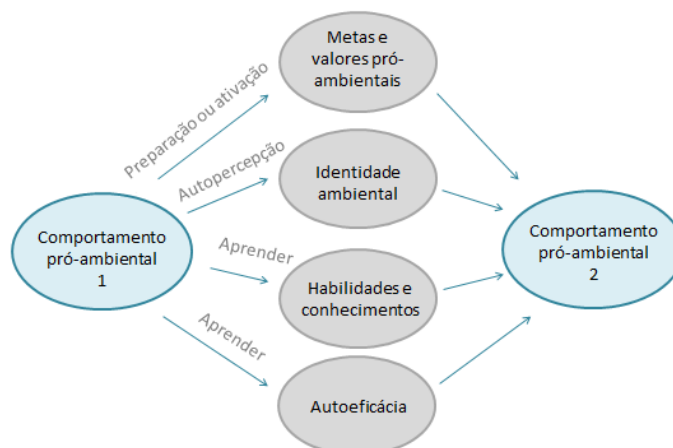 Metas e
valores pró-
ambientais
Preparação ou ativação
Autopercepção
Identidade
ambiental
Comportamento
pró-ambiental
1
Comportamento
pró-ambiental
2
Aprender
Habilidades e
conhecimentos
Aprender
Autoeficácia